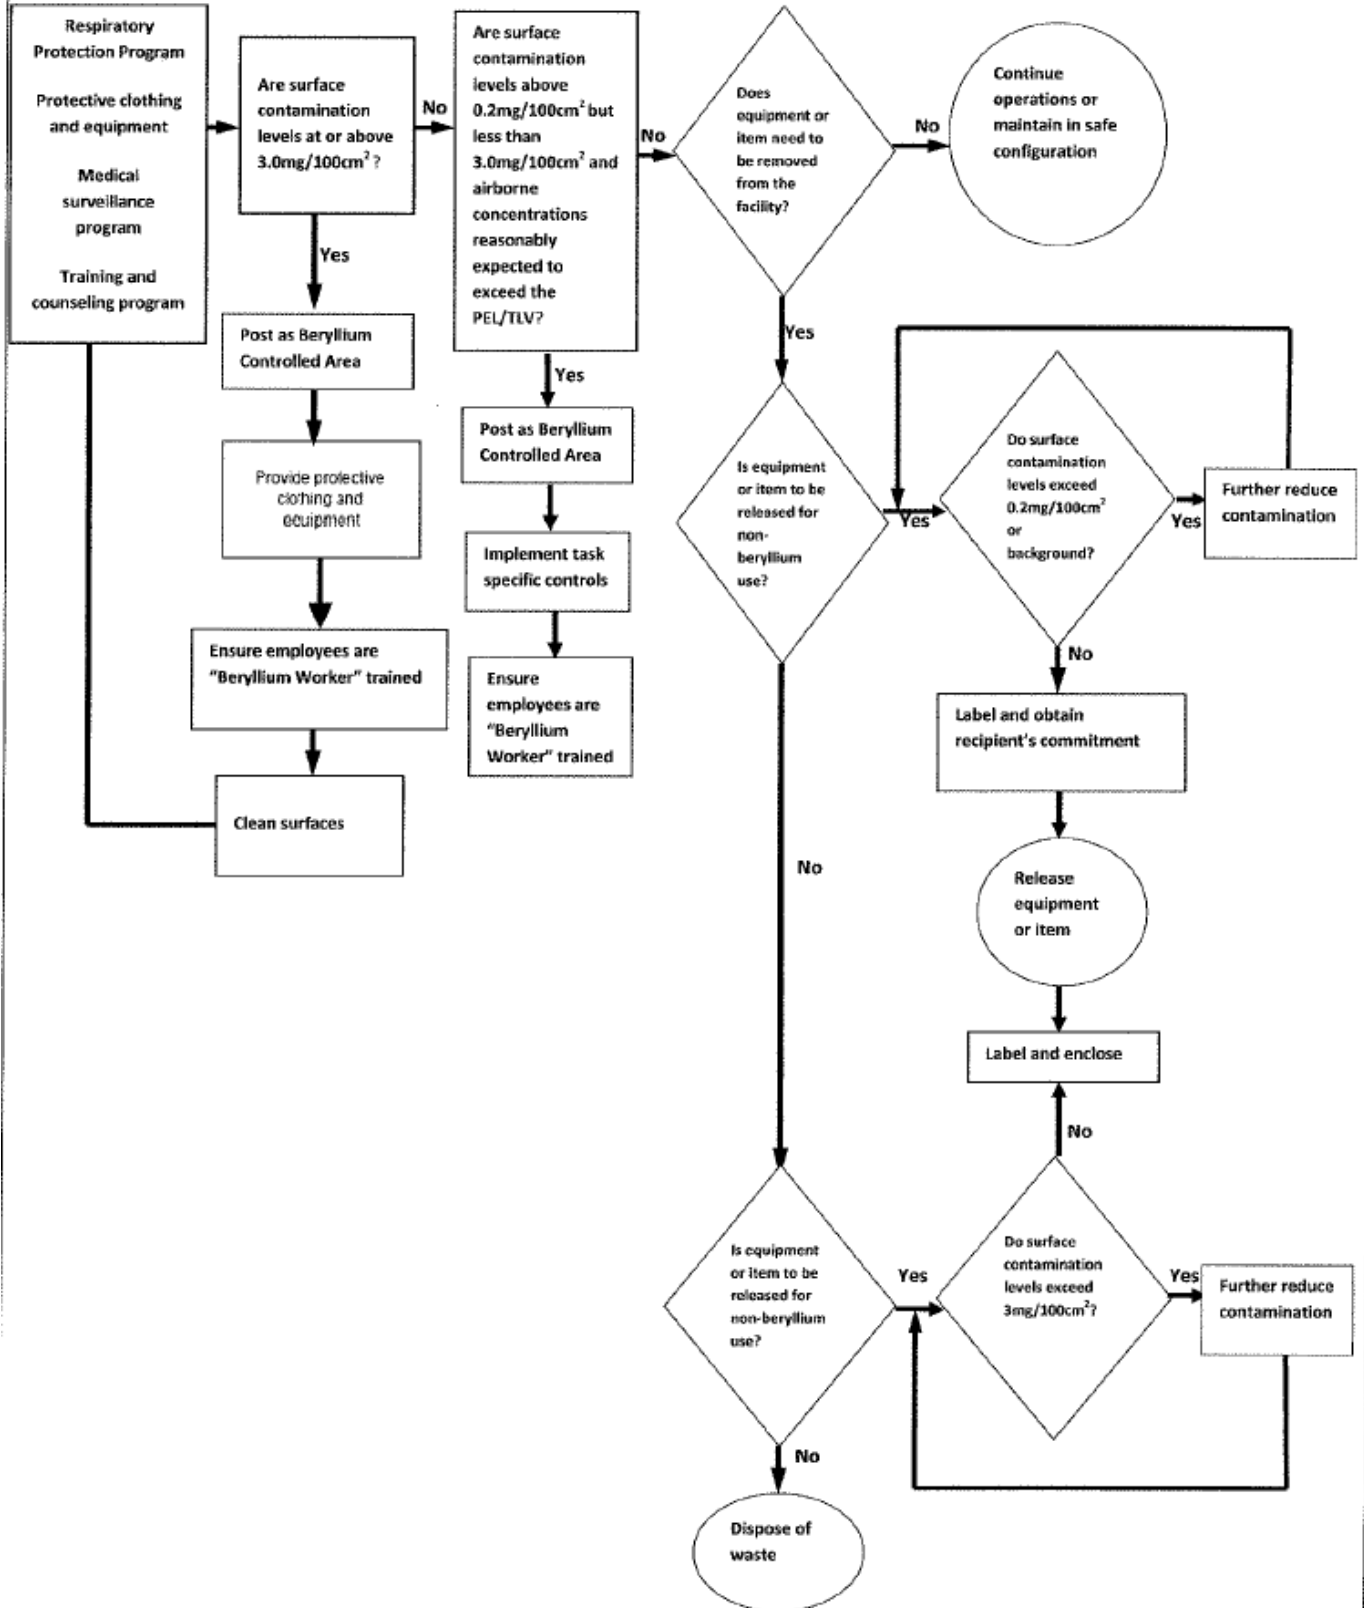 Respiratory
Protection Program
Protective clothing
and equipment
Medical
surveillance
program
Training and
counseling program
Are surface
contamination
levels at or above
3.0mg/100cm² ?
No
Yes
Post as Beryllium
Controlled Area
Provide protective
clothing and
equipment
Ensure employees are
"Beryllium Worker" trained
Clean surfaces
Are surface
contamination
levels above
0.2mg/100cm² but
less than
3.0mg/100cm² and
airborne
concentrations
reasonably
expected to
exceed the
PEL/TLV?
No
Yes
Post as Beryllium
Controlled Area
Implement task
specific controls
Ensure
employees are
"Beryllium
Worker" trained
Does
equipment or
item need to
be removed
from the
facility?
No
Continue
operations or
maintain in safe
configuration
Yes
Is equipment
or item to be
released for
non-
beryllium
use?
Yes
Do surface
contamination
levels exceed
0.2mg/100cm²
or
background?
Yes
Further reduce
contamination
No
Label and obtain
recipient's commitment
Release
equipment
or item
Label and enclose
No
No
Is equipment
or item to be
released for
non-beryllium
use?
Yes
Do surface
contamination
levels exceed
3mg/100cm²?
Yes
Further reduce
contamination
No
Dispose of
waste